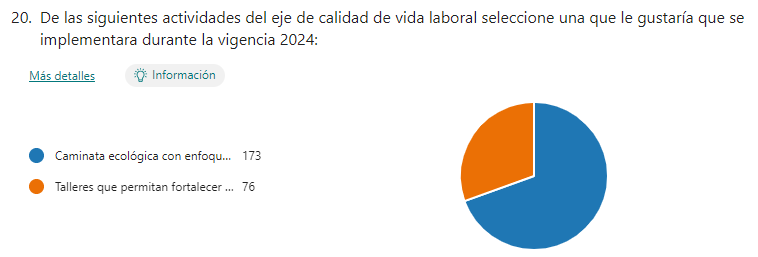 20. De las siguientes actividades del eje de calidad de vida laboral seleccione una que le gustaría que se
implementara durante la vigencia 2024:
Más detalles
Información
Caminata ecológica con enfoqu... 173
Talleres que permitan fortalecer ... 76